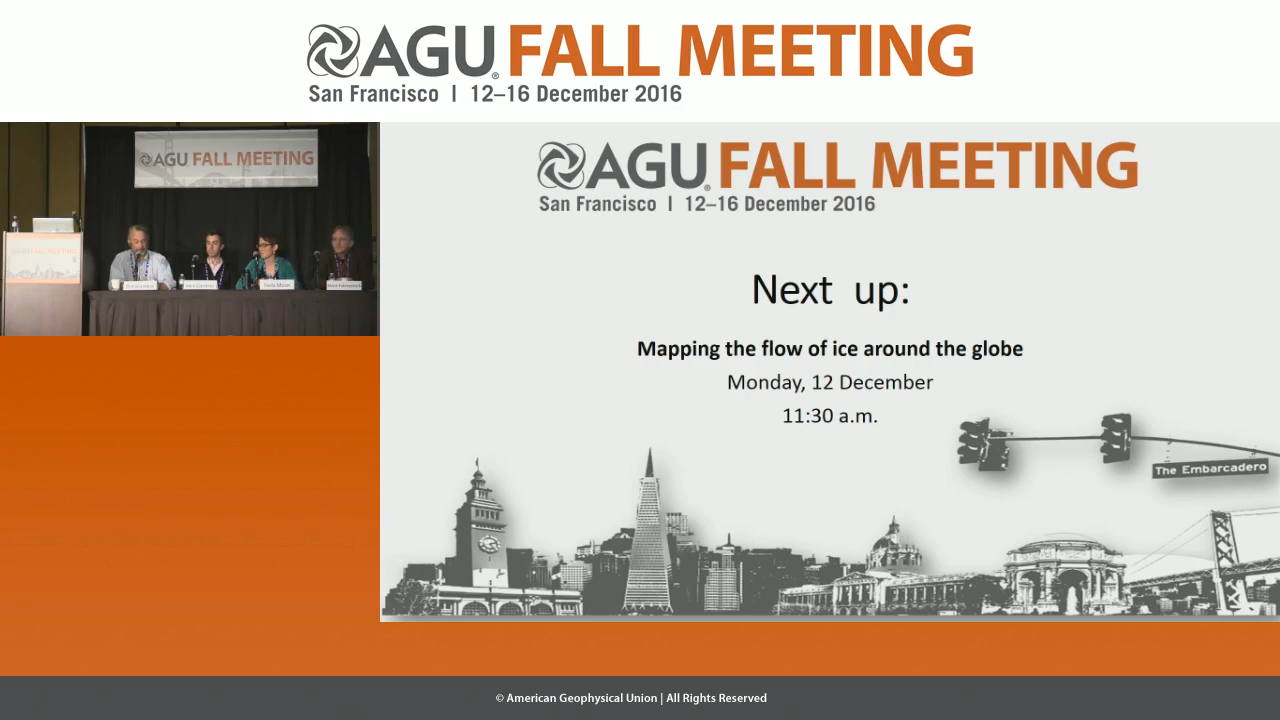 AGU FALL MEETING
San Francisco | 12–16 December 2016
AGU FALL MEETING
FALL MEETING
AGU FALL MEETING
San Francisco | 12–16 December 2016
Next up:
Mapping the flow of ice around the globe
Monday, 12 December
11:30 a.m.
The Embarcadero
© American Geophysical Union | All Rights Reserved